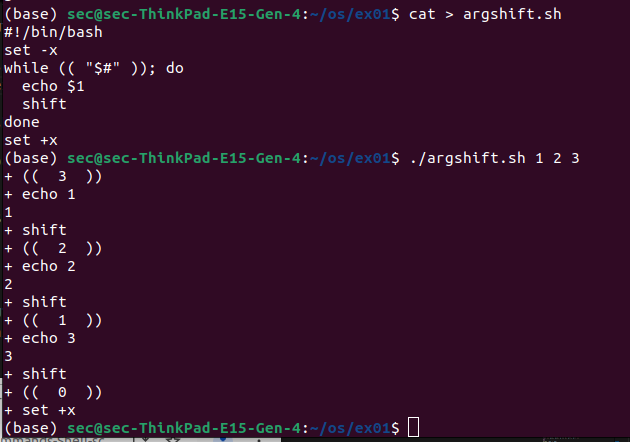 (base) sec@sec-ThinkPad-E15-Gen-4:~/os/ex01$ cat > argshift.sh
#!/bin/bash
set -x
while (( "$#" )); do
  echo $1
  shift
done
set +x
(base) sec@sec-ThinkPad-E15-Gen-4:~/os/ex01$ ./argshift.sh 1 2 3
+ ((  3  ))
+ echo 1
1
+ shift
+ ((  2  ))
+ echo 2
2
+ shift
+ ((  1  ))
+ echo 3
3
+ shift
+ ((  0  ))
+ set +x
(base) sec@sec-ThinkPad-E15-Gen-4:~/os/ex01$